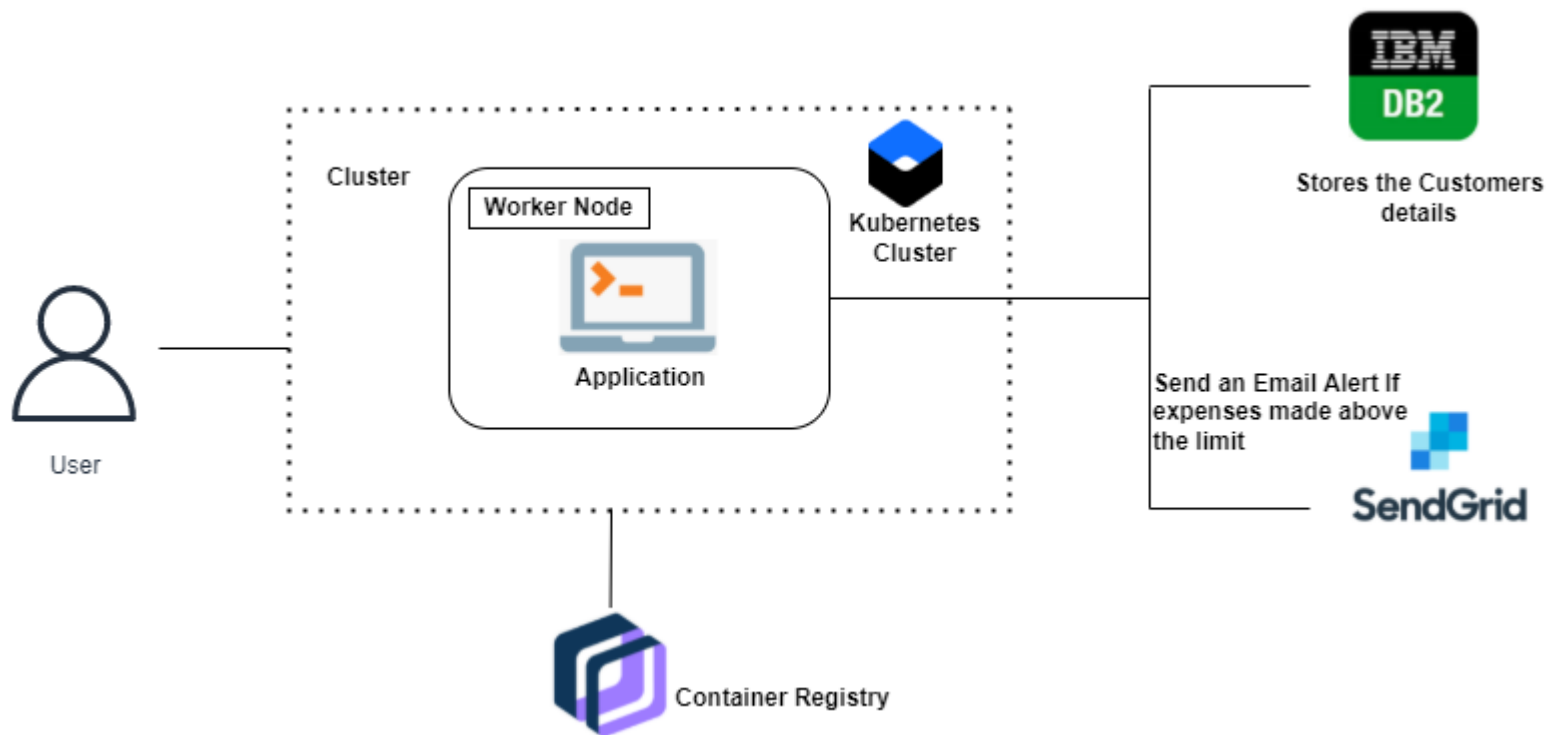 IBM
DB2
Stores the Customers
details
Cluster
Worker Node
Kubernetes
Cluster
Application
User
Send an Email Alert If
expenses made above
the limit
SendGrid
Container Registry